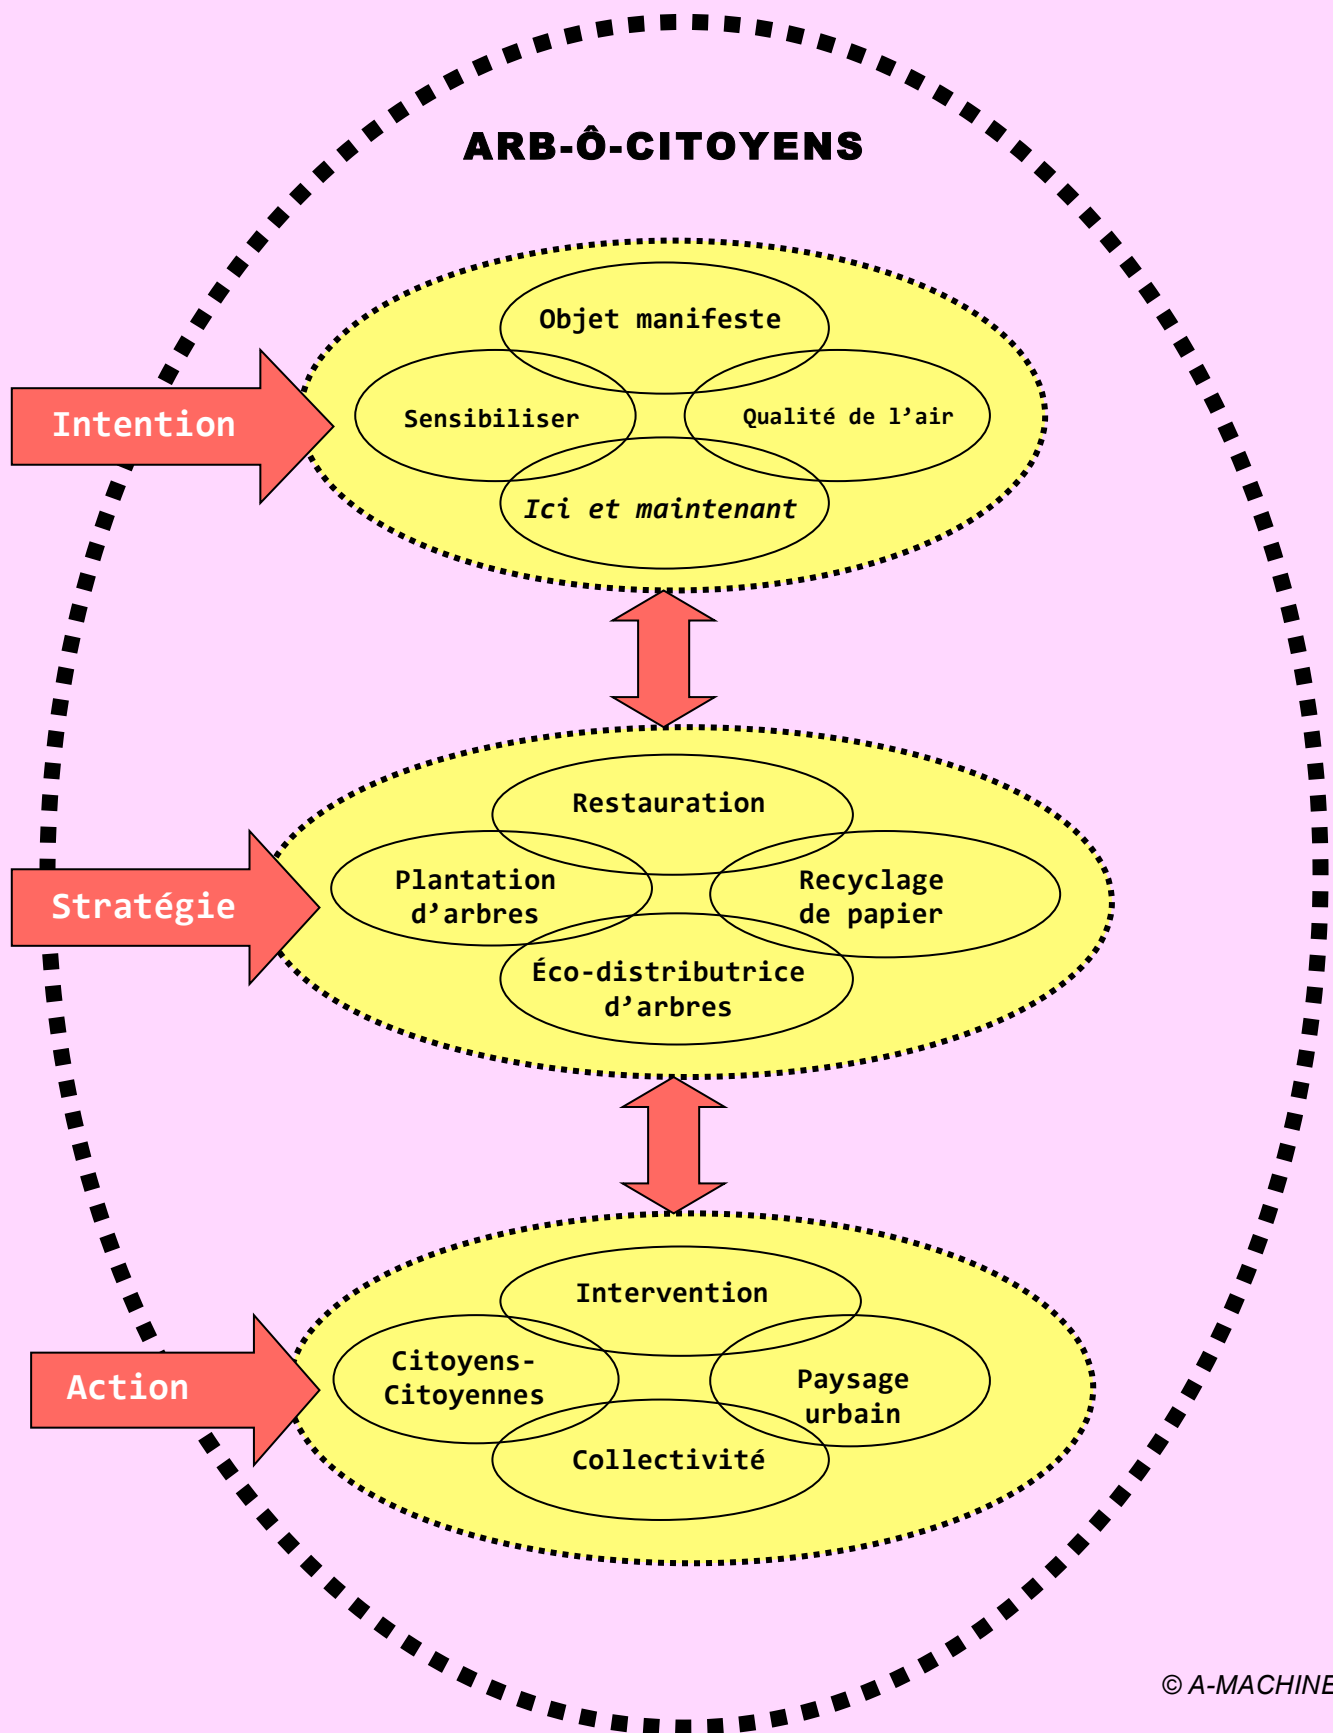 ARB-Ô-CITOYENS
Objet manifeste
Sensibiliser
Qualité de l’air
Intention
Ici et maintenant
Restauration
Plantation
d’arbres
Recyclage
de papier
Stratégie
Éco-distributrice
d’arbres
Intervention
Citoyens-
Citoyennes
Paysage
urbain
Action
Collectivité
© A-MACHINE